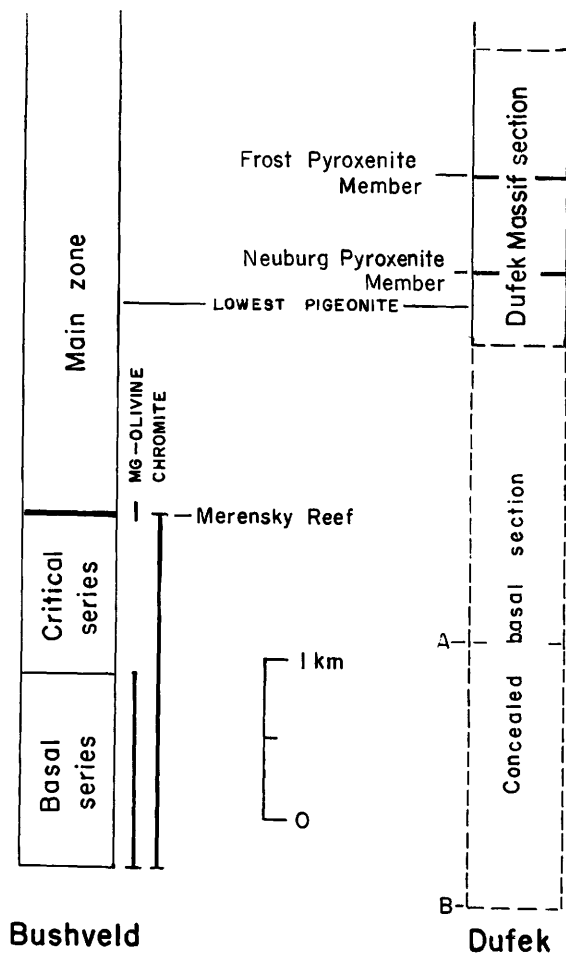 Frost Pyroxenite
Member
Neuburg Pyroxenite
Member
LOWEST PIGEONITE
Main zone
Dufek Massif section
MG-OLIVINE
CHROMITE
Merensky Reef
Critical
series
Basal
series
1 km
0
Concealed basal section
A
B
Bushveld
Dufek